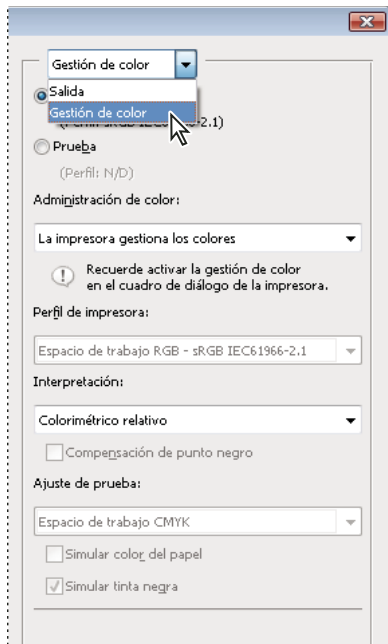 Gestión de color
Salida
Gestión de color
2.1)
Prueba
(Perfil: N/D)
Administración de color:
La impresora gestiona los colores
Recuerde activar la gestión de color
en el cuadro de diálogo de la impresora.
Perfil de impresora:
Espacio de trabajo RGB - sRGB IEC61966-2.1
Interpretación:
Colorimétrico relativo
Compensación de punto negro
Ajuste de prueba:
Espacio de trabajo CMYK
Simular color del papel
Simular tinta negra